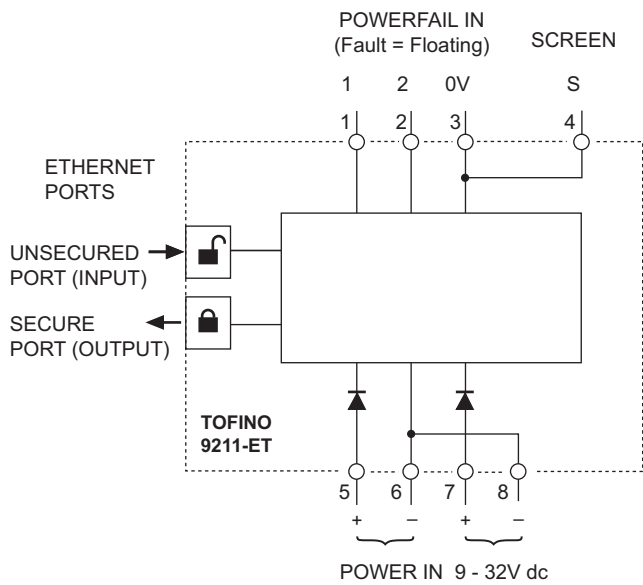 POWERFAIL IN
(Fault = Floating)
SCREEN
1 2 0V S
1 2 3 4
ETHERNET
PORTS
UNSECURED
PORT (INPUT)
SECURE
PORT (OUTPUT)
TOFINO
9211-ET
5 6 7 8
+ – + –
POWER IN 9 - 32V dc